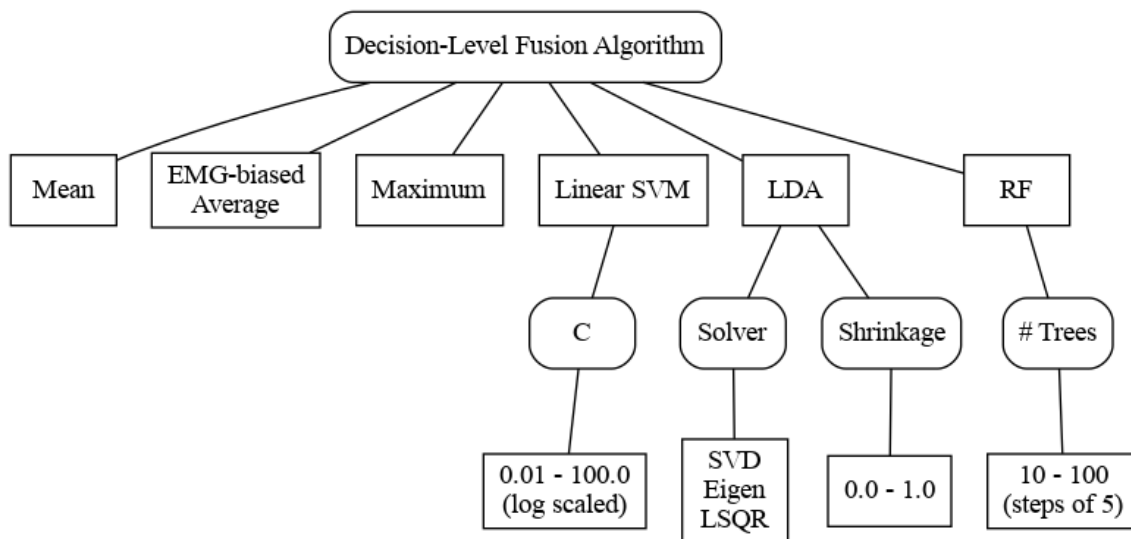 Decision-Level Fusion Algorithm
Mean
EMG-biased
Average
Maximum
Linear SVM
LDA
RF
C
Solver
Shrinkage
# Trees
0.01 - 100.0
(log scaled)
SVD
Eigen
LSQR
0.0 - 1.0
10 - 100
(steps of 5)